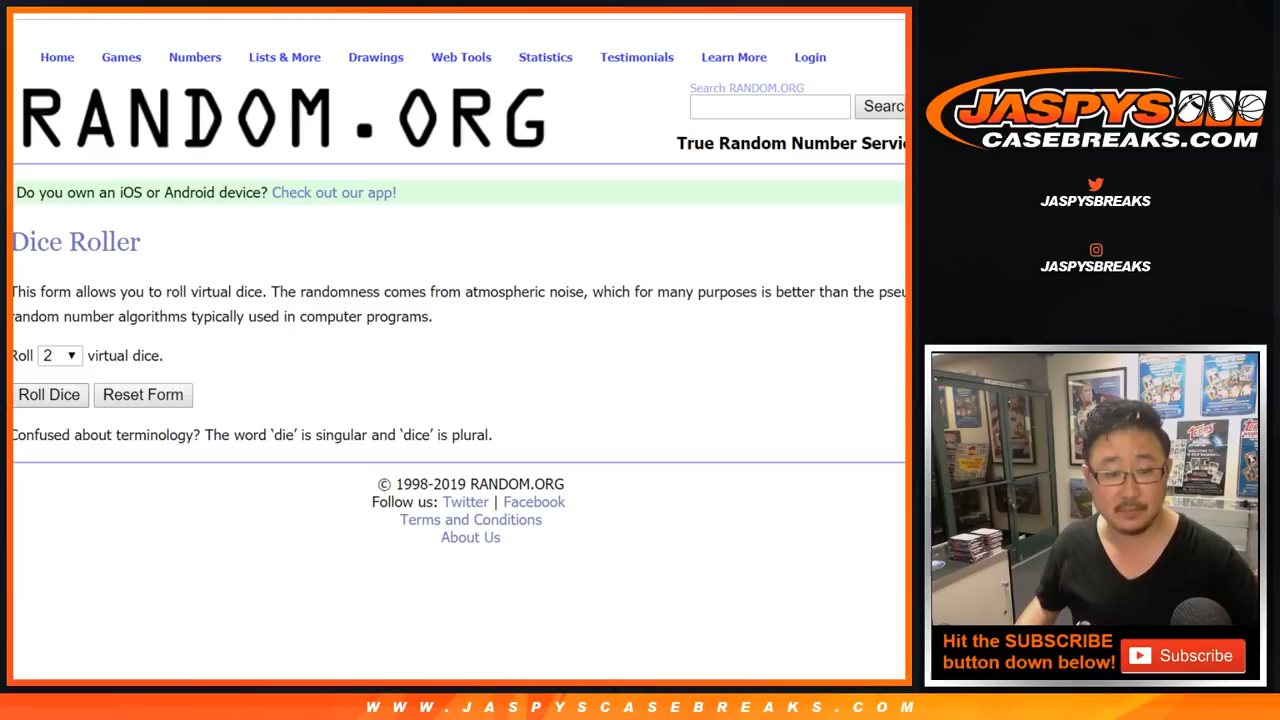 Home Games Numbers Lists & More Drawings Web Tools Statistics Testimonials Learn More Login
RANDOM.ORG
Search RANDOM.ORG
Searc
True Random Number Servi
Do you own an iOS or Android device? Check out our app!
Dice Roller
This form allows you to roll virtual dice. The randomness comes from atmospheric noise, which for many purposes is better than the pseu
random number algorithms typically used in computer programs.
Roll 2 ▼ virtual dice.
Roll Dice Reset Form
Confused about terminology? The word 'die' is singular and 'dice' is plural.
© 1998-2019 RANDOM.ORG
Follow us: Twitter | Facebook
Terms and Conditions
About Us
JASPYS
CASEBREAKS.COM
JASPYSBREAKS
JASPYSBREAKS
Hit the SUBSCRIBE
button down below!
Subscribe
WWW.JASPYSCASEBREAKS.COM